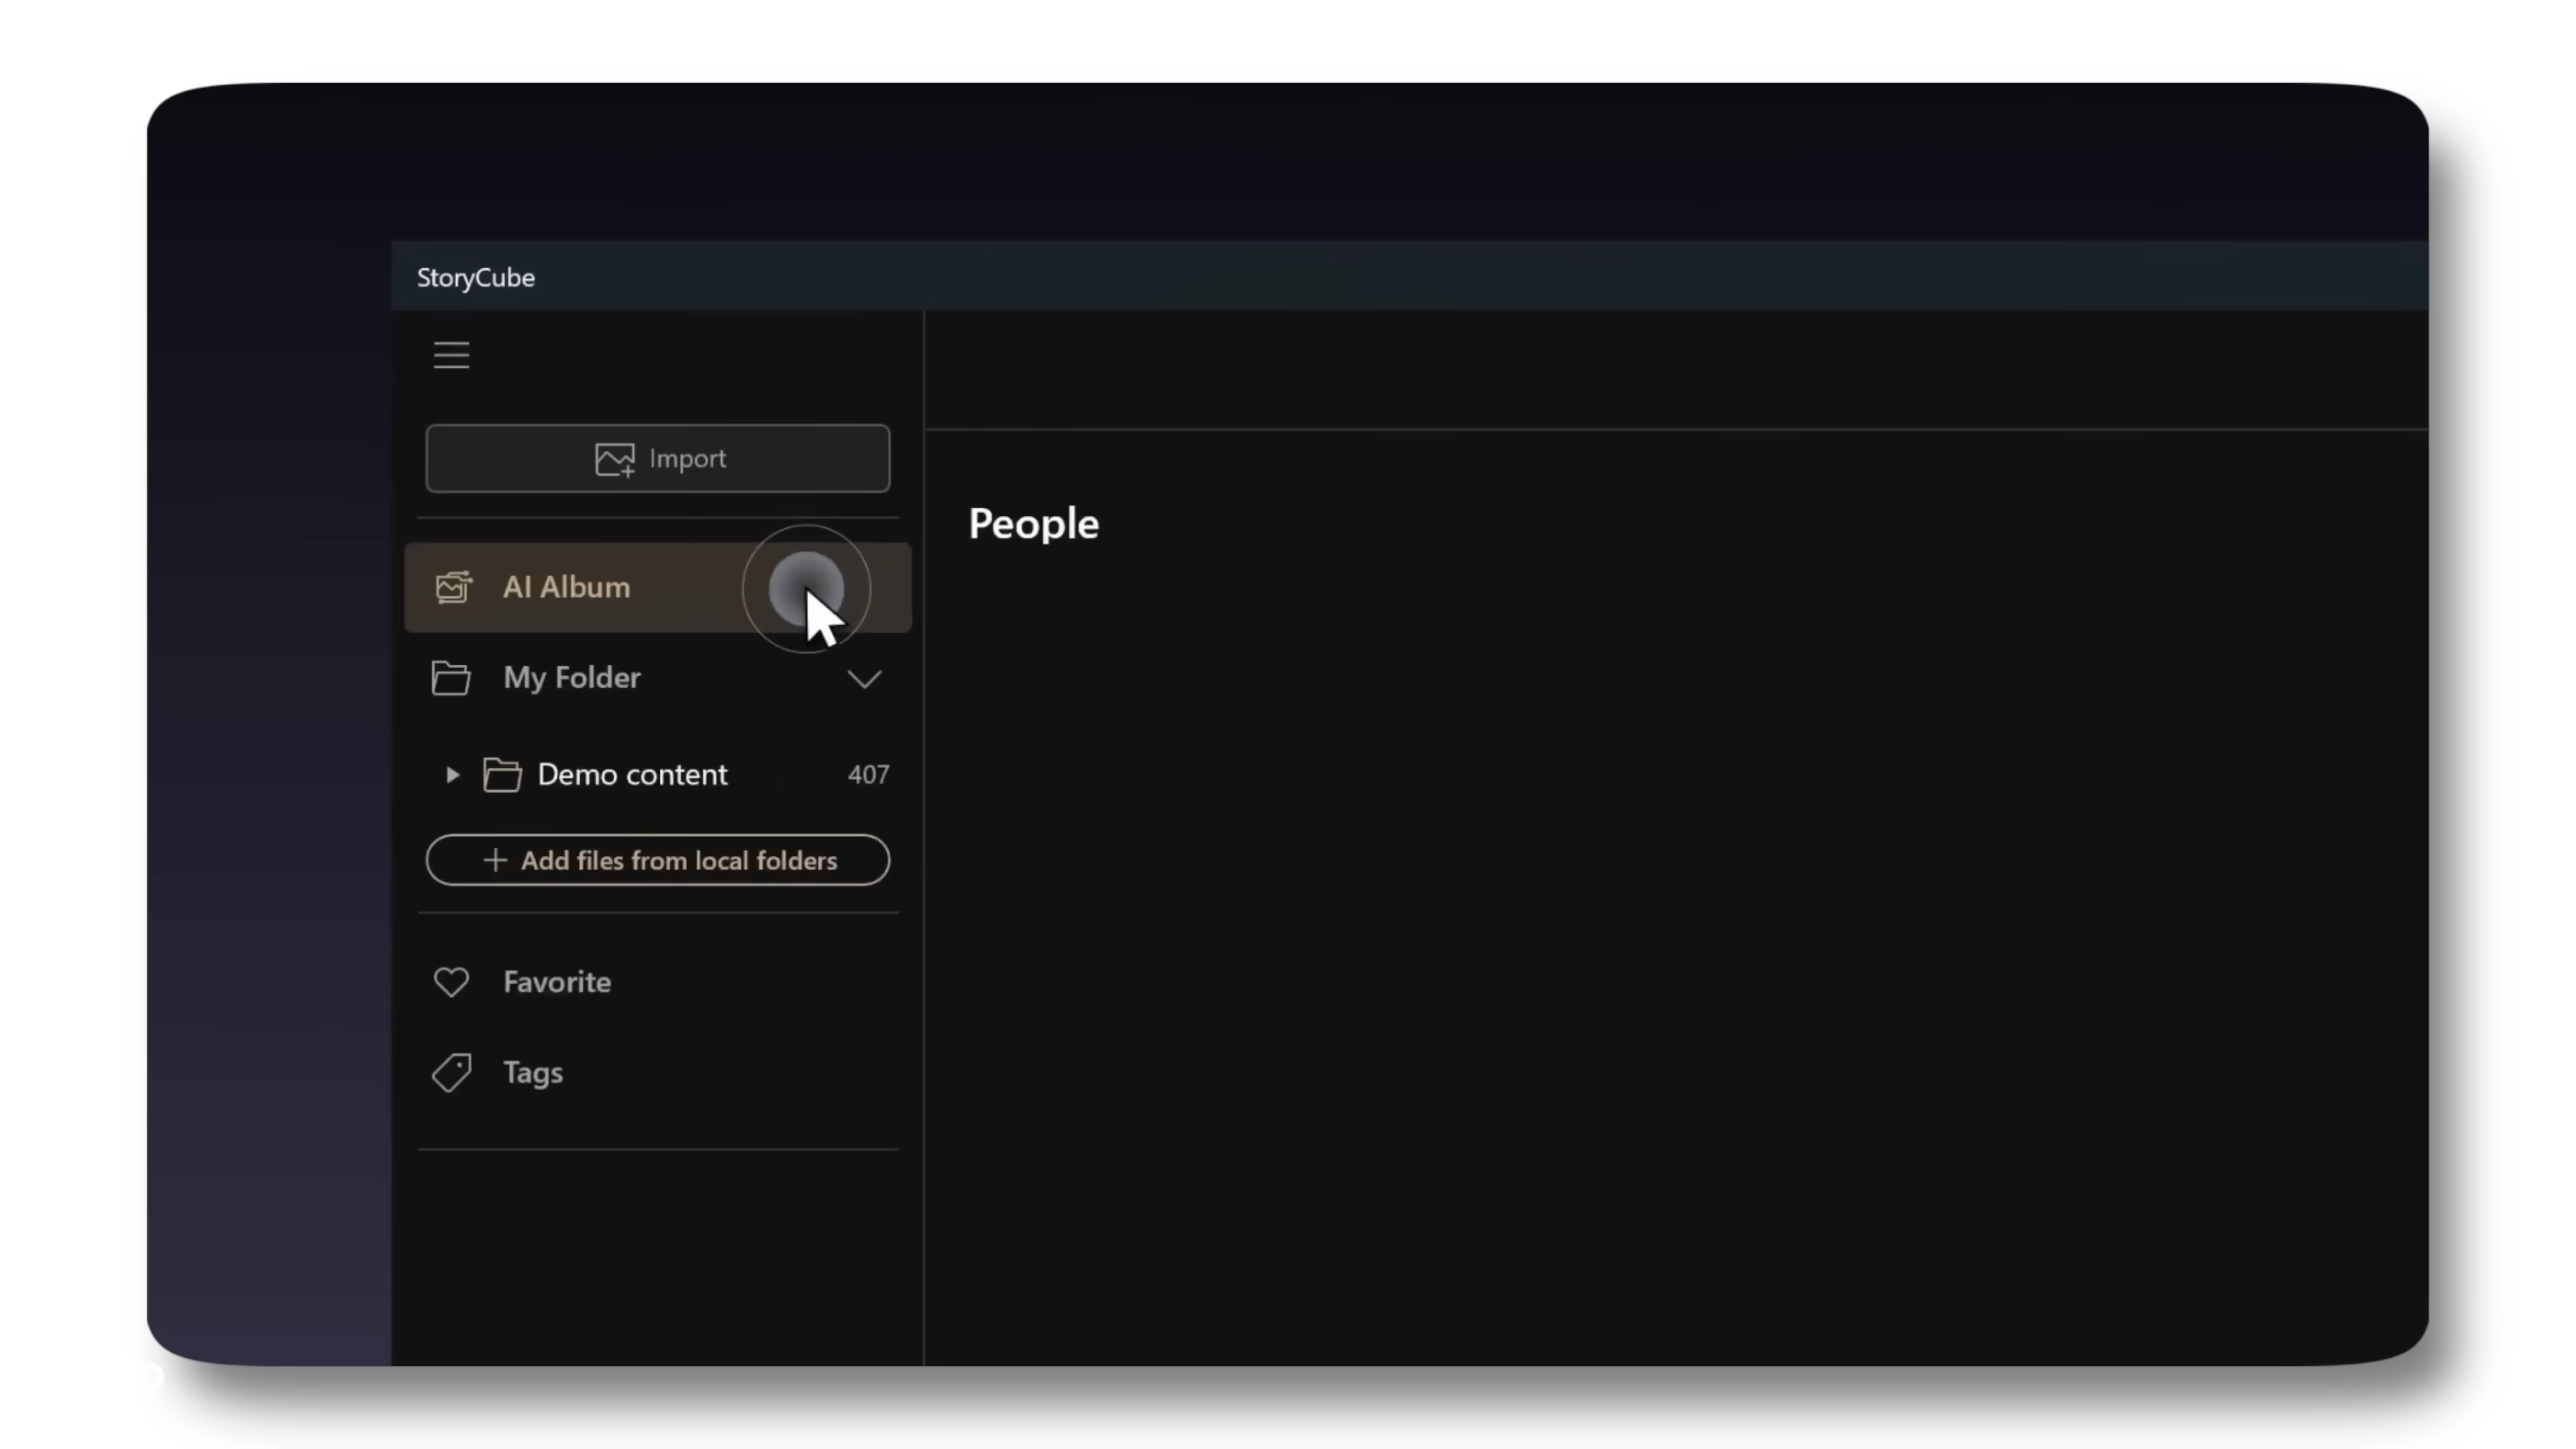 StoryCube
Import
AI Album
My Folder
Demo content 407
+ Add files from local folders
Favorite
Tags
People